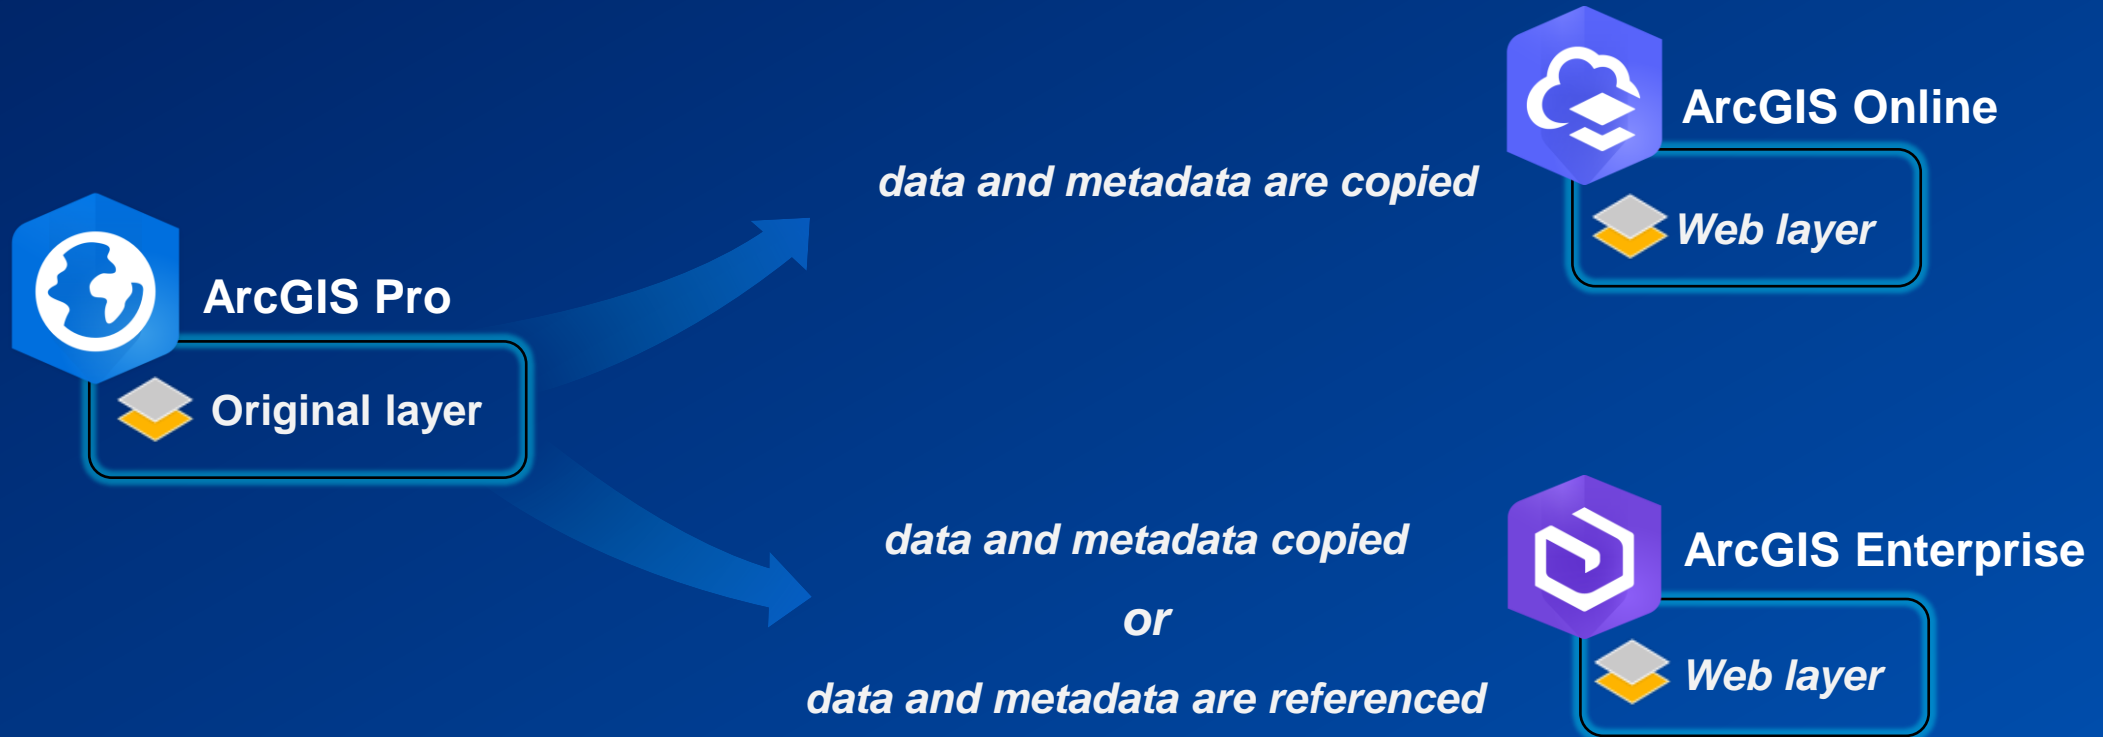 ArcGIS Pro
Original layer
data and metadata are copied
ArcGIS Online
Web layer
data and metadata copied
or
data and metadata are referenced
ArcGIS Enterprise
Web layer